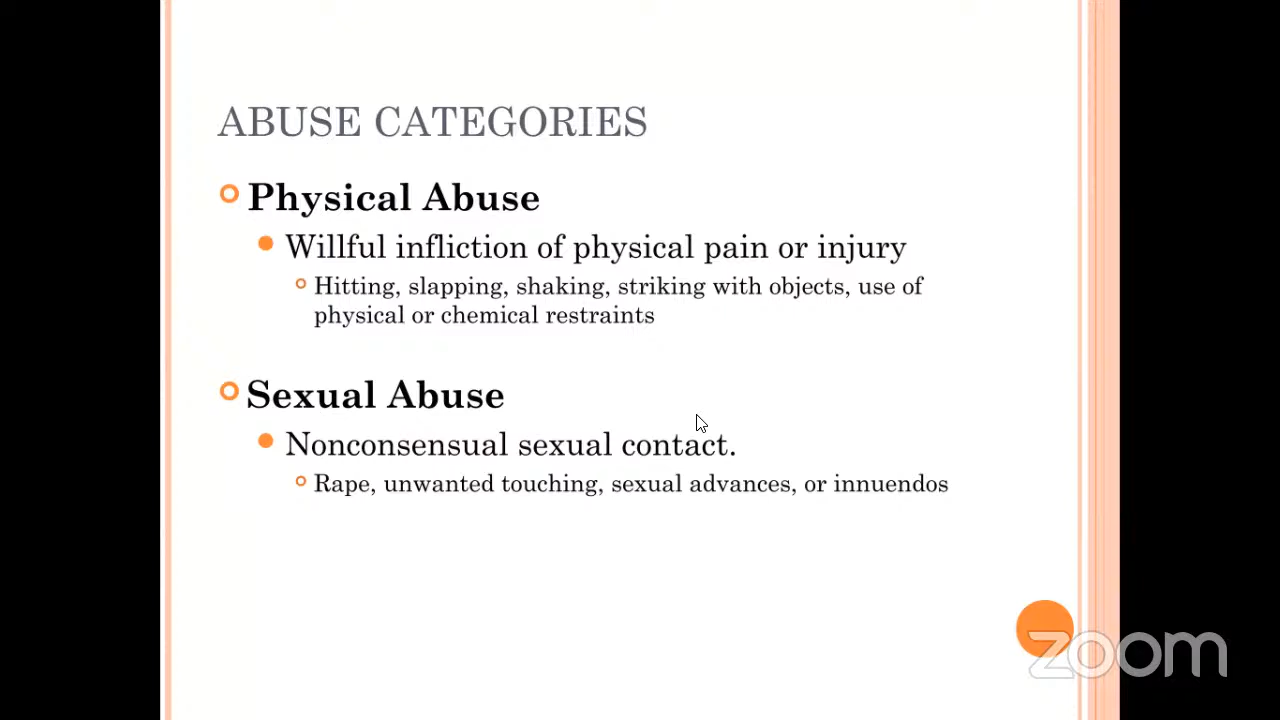 ABUSE CATEGORIES
Physical Abuse
Willful infliction of physical pain or injury
Hitting, slapping, shaking, striking with objects, use of
physical or chemical restraints
Sexual Abuse
Nonconsensual sexual contact.
Rape, unwanted touching, sexual advances, or innuendos
zoom